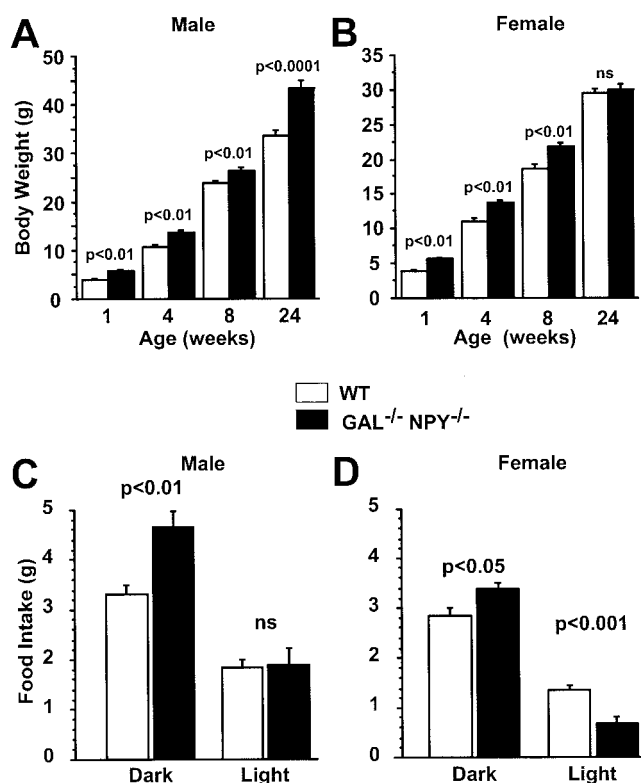 A
Male
Body Weight (g)
50
40
30
20
10
0
p<0.01
p<0.01
p<0.01
p<0.0001
1 4 8 24
Age (weeks)
B
Female
35
30
25
20
15
10
5
0
p<0.01
p<0.01
p<0.01
ns
1 4 8 24
Age (weeks)
WT
GAL-/- NPY-/-
C
Male
Food Intake (g)
5
4
3
2
1
0
p<0.01
ns
Dark Light
D
Female
5
4
3
2
1
0
p<0.05
p<0.001
Dark Light